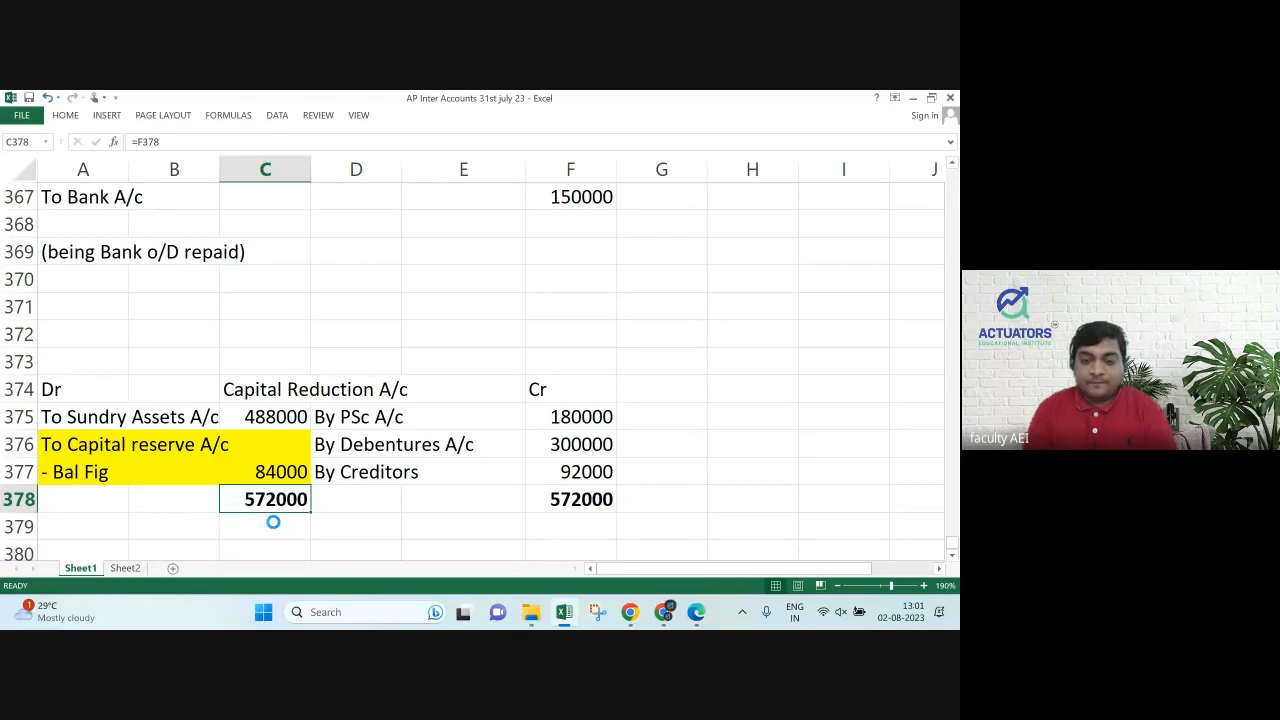 AP Inter Accounts 31st july 23 - Excel
?
FILE HOME INSERT PAGE LAYOUT FORMULAS DATA REVIEW VIEW Sign in
C378 fx =F378
A B C D E F G H I J
367 To Bank A/c 150000
368
369 (being Bank o/D repaid)
370
371
372
373
374 Dr Capital Reduction A/c Cr
375 To Sundry Assets A/c 488000 By PSc A/c 180000
376 To Capital reserve A/c By Debentures A/c 300000
377 - Bal Fig 84000 By Creditors 92000
378 572000 572000
379
380
Sheet1 Sheet2
READY 190%
1 29°C
Mostly cloudy
Search
ENG
IN
13:01
02-08-2023
ACTUATORS
EDUCATIONAL INSTITUTE
faculty AEI